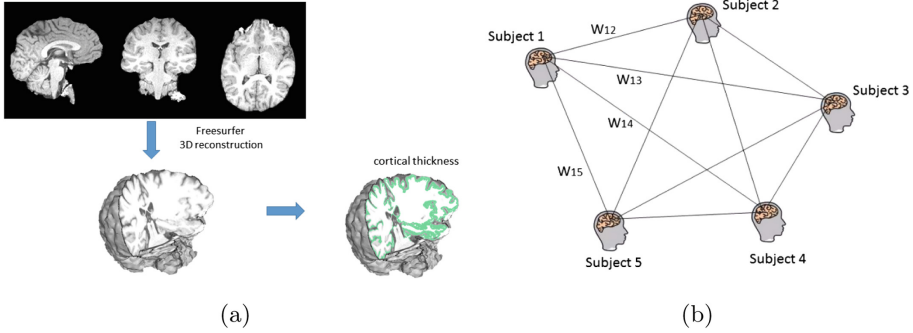 Freesurfer
3D reconstruction
cortical thickness
(a)
Subject 1
Subject 2
Subject 3
Subject 4
Subject 5
W12
W13
W14
W15
(b)